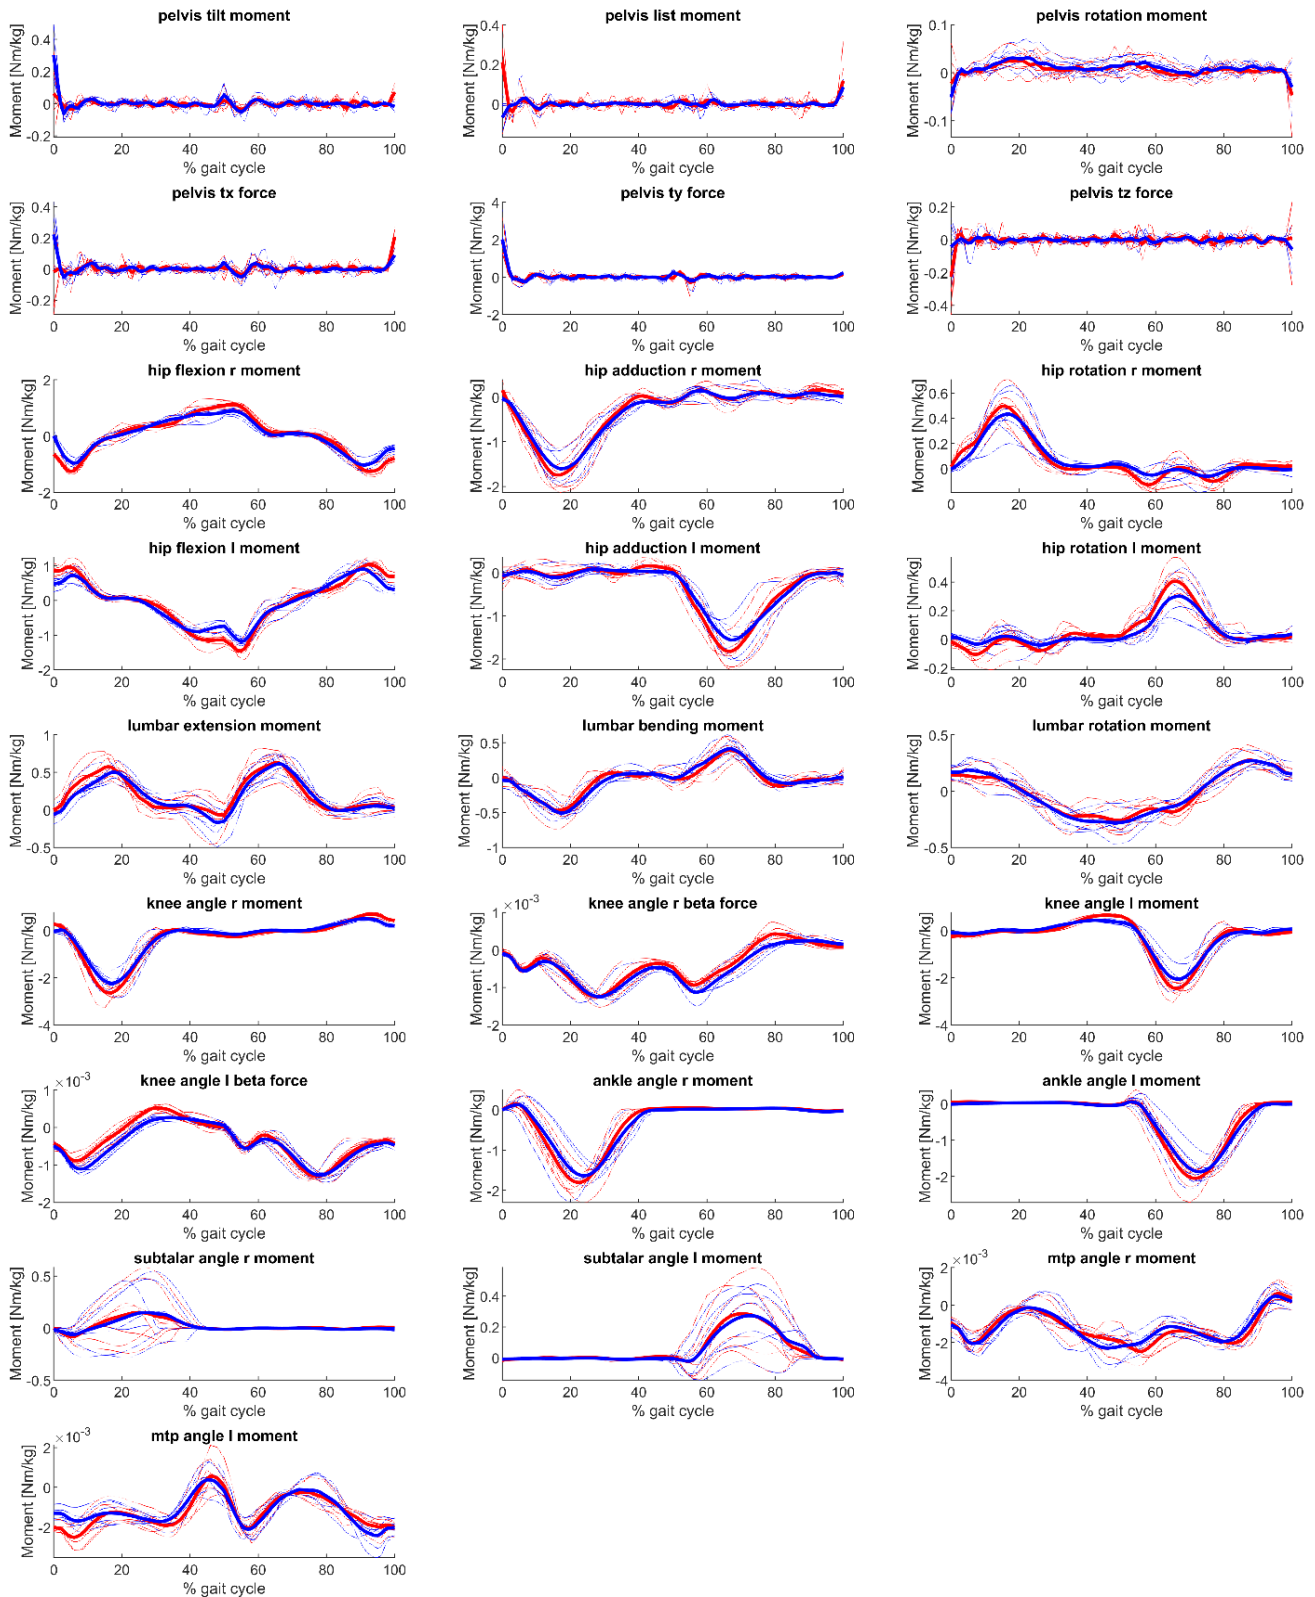 pelvis tilt moment
Moment [Nm/kg]
0.4
0.2
0
-0.2
0 20 40 60 80 100
% gait cycle
pelvis list moment
Moment [Nm/kg]
0.4
0.2
0
0 20 40 60 80 100
% gait cycle
pelvis rotation moment
Moment [Nm/kg]
0.1
0
-0.1
0 20 40 60 80 100
% gait cycle
pelvis tx force
Moment [Nm/kg]
0.4
0.2
0
-0.2
0 20 40 60 80 100
% gait cycle
pelvis ty force
Moment [Nm/kg]
4
2
0
-2
0 20 40 60 80 100
% gait cycle
pelvis tz force
Moment [Nm/kg]
0.2
0
-0.2
-0.4
0 20 40 60 80 100
% gait cycle
hip flexion r moment
Moment [Nm/kg]
2
0
-2
0 20 40 60 80 100
% gait cycle
hip adduction r moment
Moment [Nm/kg]
0
-1
-2
0 20 40 60 80 100
% gait cycle
hip rotation r moment
Moment [Nm/kg]
0.6
0.4
0.2
0
0 20 40 60 80 100
% gait cycle
hip flexion l moment
Moment [Nm/kg]
1
0
-1
-2
0 20 40 60 80 100
% gait cycle
hip adduction l moment
Moment [Nm/kg]
0
-1
-2
0 20 40 60 80 100
% gait cycle
hip rotation l moment
Moment [Nm/kg]
0.4
0.2
0
-0.2
0 20 40 60 80 100
% gait cycle
lumbar extension moment
Moment [Nm/kg]
1
0.5
0
-0.5
0 20 40 60 80 100
% gait cycle
lumbar bending moment
Moment [Nm/kg]
0.5
0
-0.5
-1
0 20 40 60 80 100
% gait cycle
lumbar rotation moment
Moment [Nm/kg]
0.5
0
-0.5
0 20 40 60 80 100
% gait cycle
knee angle r moment
Moment [Nm/kg]
0
-2
-4
0 20 40 60 80 100
% gait cycle
knee angle r beta force
×10-3
Moment [Nm/kg]
1
0
-1
-2
0 20 40 60 80 100
% gait cycle
knee angle l moment
Moment [Nm/kg]
0
-2
-4
0 20 40 60 80 100
% gait cycle
knee angle l beta force
×10-3
Moment [Nm/kg]
1
0
-1
-2
0 20 40 60 80 100
% gait cycle
ankle angle r moment
Moment [Nm/kg]
0
-1
-2
0 20 40 60 80 100
% gait cycle
ankle angle l moment
Moment [Nm/kg]
0
-1
-2
0 20 40 60 80 100
% gait cycle
subtalar angle r moment
Moment [Nm/kg]
0.5
0
-0.5
0 20 40 60 80 100
% gait cycle
subtalar angle l moment
Moment [Nm/kg]
0.4
0.2
0
0 20 40 60 80 100
% gait cycle
mtp angle r moment
×10-3
Moment [Nm/kg]
2
0
-2
-4
0 20 40 60 80 100
% gait cycle
mtp angle l moment
×10-3
Moment [Nm/kg]
2
0
-2
0 20 40 60 80 100
% gait cycle